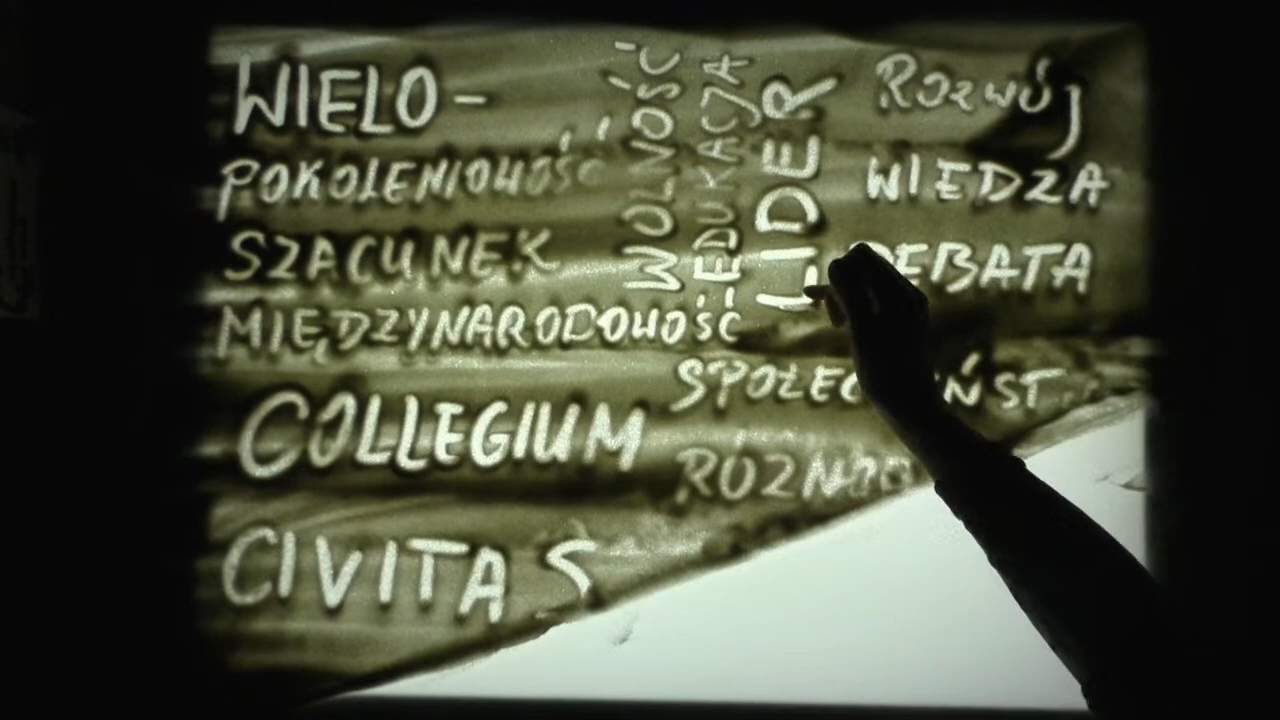 WIELO-
POKOLENIOWOŚĆ
SZACUNEK
MIĘDZYNARODOWOŚĆ
COLLEGIUM
CIVITAS
WOLNOŚĆ
EDUKACJA
LIDER
Rozwój
WIEDZA
DEBATA